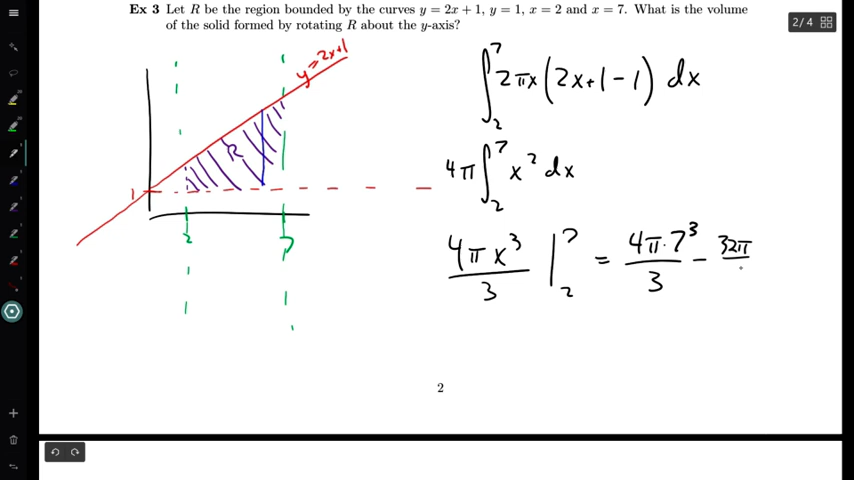 Ex 3 Let R be the region bounded by the curves y = 2x + 1, y = 1, x = 2 and x = 7. What is the volume
of the solid formed by rotating R about the y-axis?
2/4
y = 2x+1
R
1
2
7
∫₂⁷ 2πx(2x+1−1) dx
4π ∫₂⁷ x² dx
4πx³/3 |₂⁷ = 4π·7³/3 − 32π
2